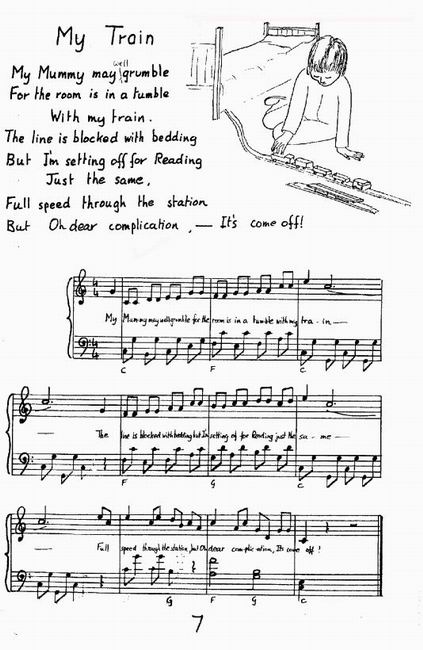 My Train
My Mummy may well grumble
For the room is in a tumble
With my train.
The line is blocked with bedding
But I'm setting off for Reading
Just the same,
Full speed through the station
But Oh dear complication, — It's come off!
My Mummy may well grumble for the room is in a tumble with my tra - in —
C F C
The line is blocked with bedding but I'm setting of for Reading just the sa - me —
F G C
Full speed through the station, but Oh dear complication, It's come off!
G F G C
7